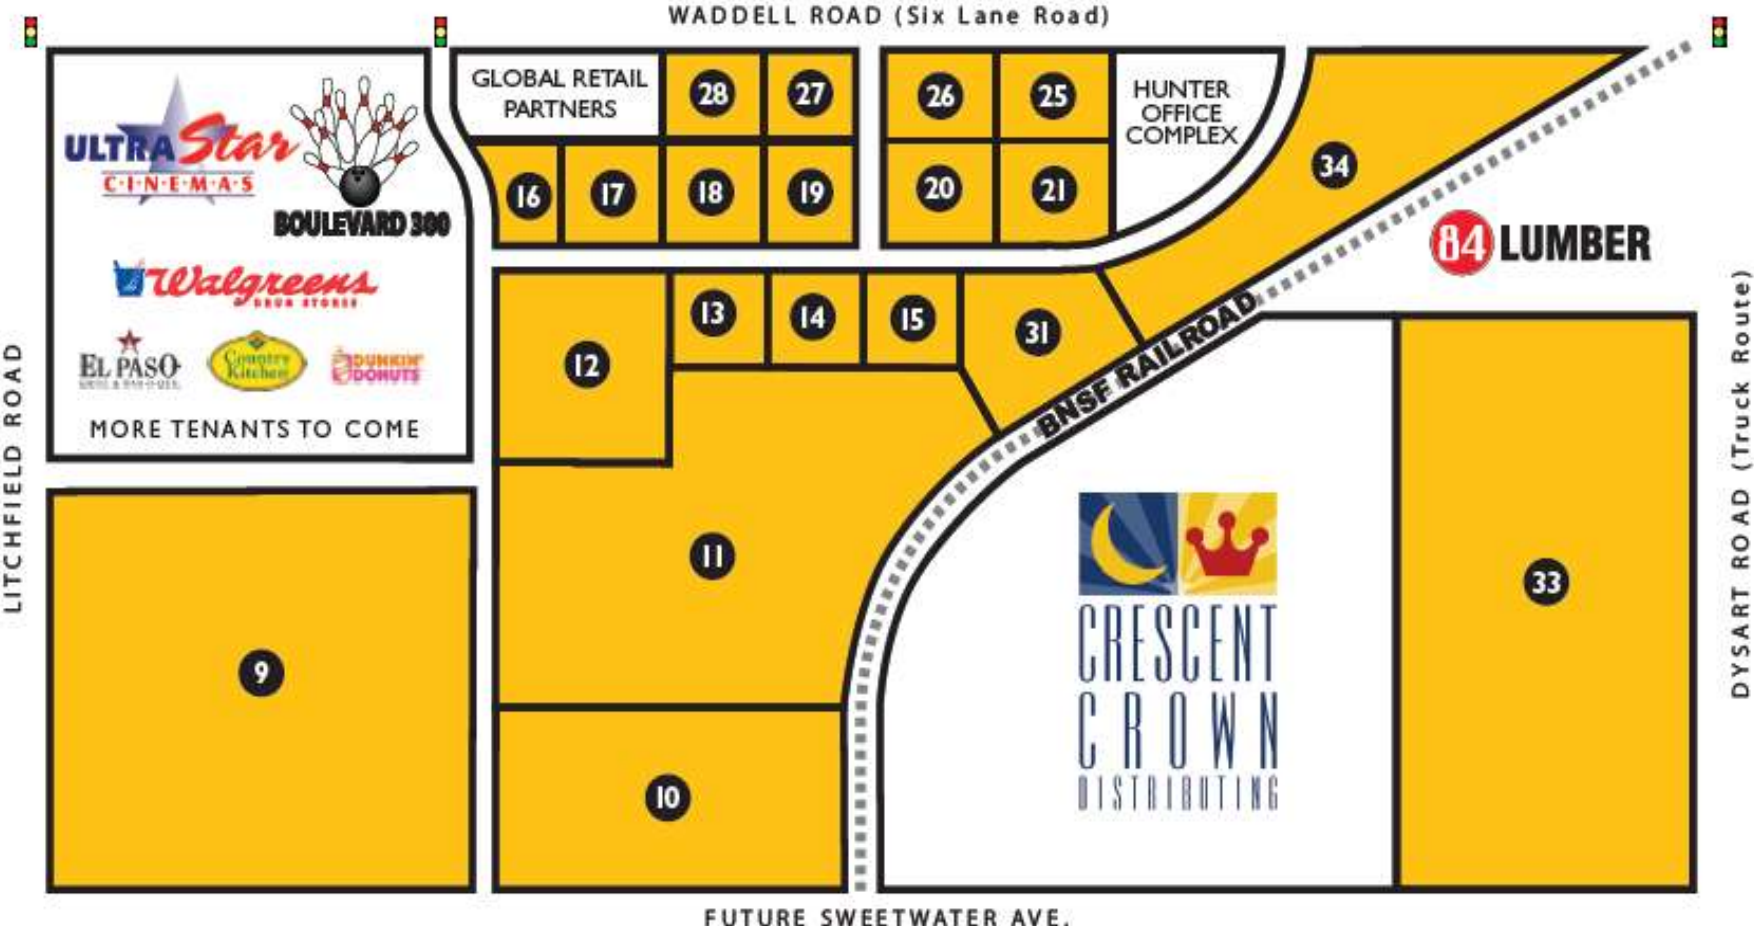 WADDELL ROAD (Six Lane Road)
ULTRA Star
C·I·N·E·M·A·S
BOULEVARD 300
Walgreens
DRUG STORES
EL PASO
Country
Kitchen
DUNKIN'
DONUTS
MORE TENANTS TO COME
LITCHFIELD ROAD
GLOBAL RETAIL
PARTNERS
28
27
26
25
HUNTER
OFFICE
COMPLEX
16
17
18
19
20
21
34
84 LUMBER
12
13
14
15
31
BNSF RAILROAD
11
9
10
CRESCENT
CROWN
DISTRIBUTING
33
DYSART ROAD (Truck Route)
FUTURE SWEETWATER AVE.